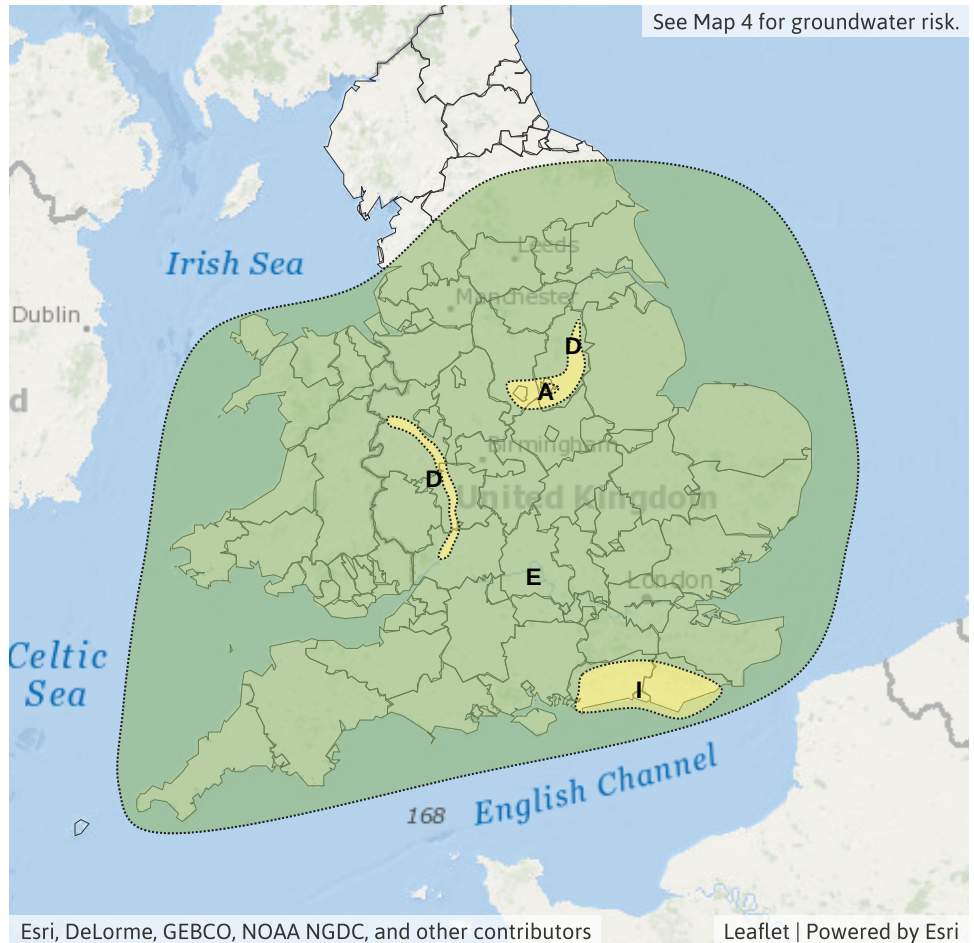 See Map 4 for groundwater risk.
Leeds
Irish Sea
Manchester
Dublin
D
A
d
Birmingham
D
United Kingdom
E
London
Celtic
Sea
I
English Channel
168
Esri, DeLorme, GEBCO, NOAA NGDC, and other contributors
Leaflet | Powered by Esri